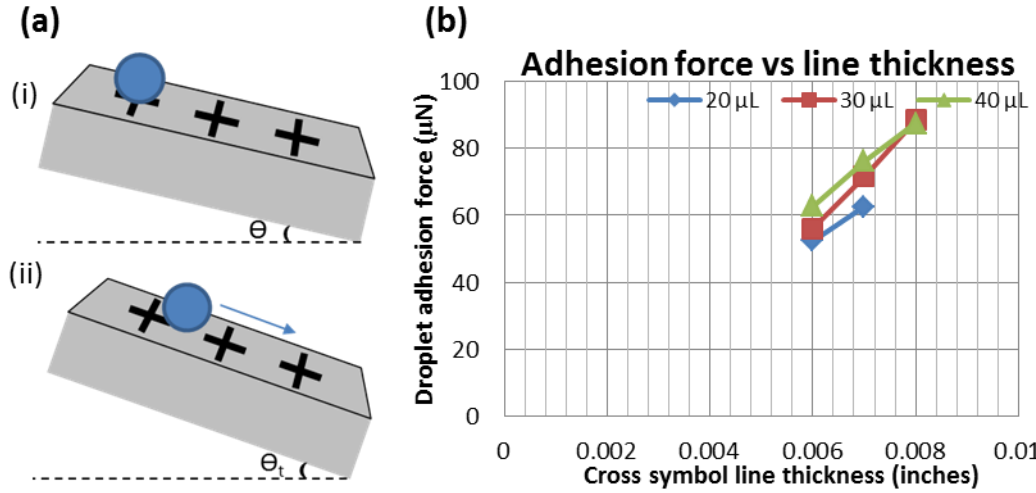 (a)
(i)
Θ
(ii)
Θt
(b)
Adhesion force vs line thickness
20 µL 30 µL 40 µL
Droplet adhesion force (µN)
100
80
60
40
20
0
0 0.002 0.004 0.006 0.008 0.01
Cross symbol line thickness (inches)